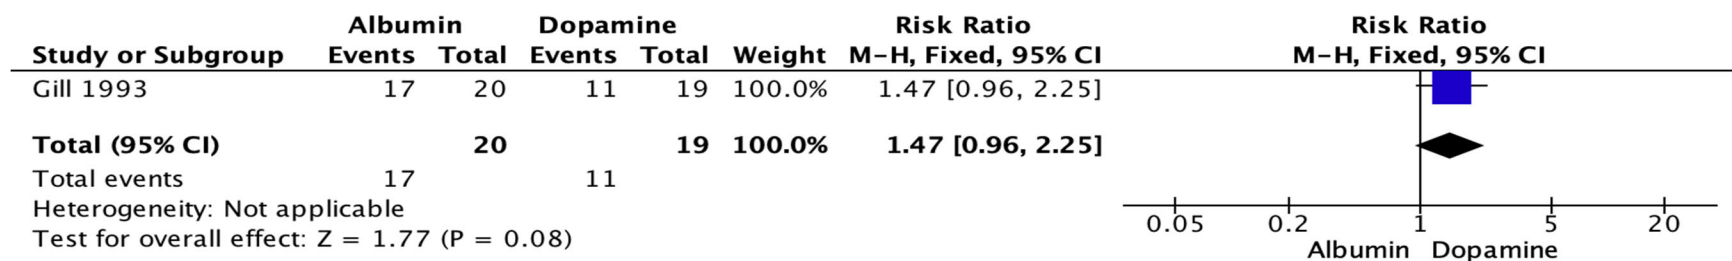 Albumin Dopamine Risk Ratio Risk Ratio
Study or Subgroup Events Total Events Total Weight M-H, Fixed, 95% CI M-H, Fixed, 95% CI
Gill 1993 17 20 11 19 100.0% 1.47 [0.96, 2.25]
Total (95% CI) 20 19 100.0% 1.47 [0.96, 2.25]
Total events 17 11
Heterogeneity: Not applicable
Test for overall effect: Z = 1.77 (P = 0.08)
0.05 0.2 1 5 20
Albumin Dopamine